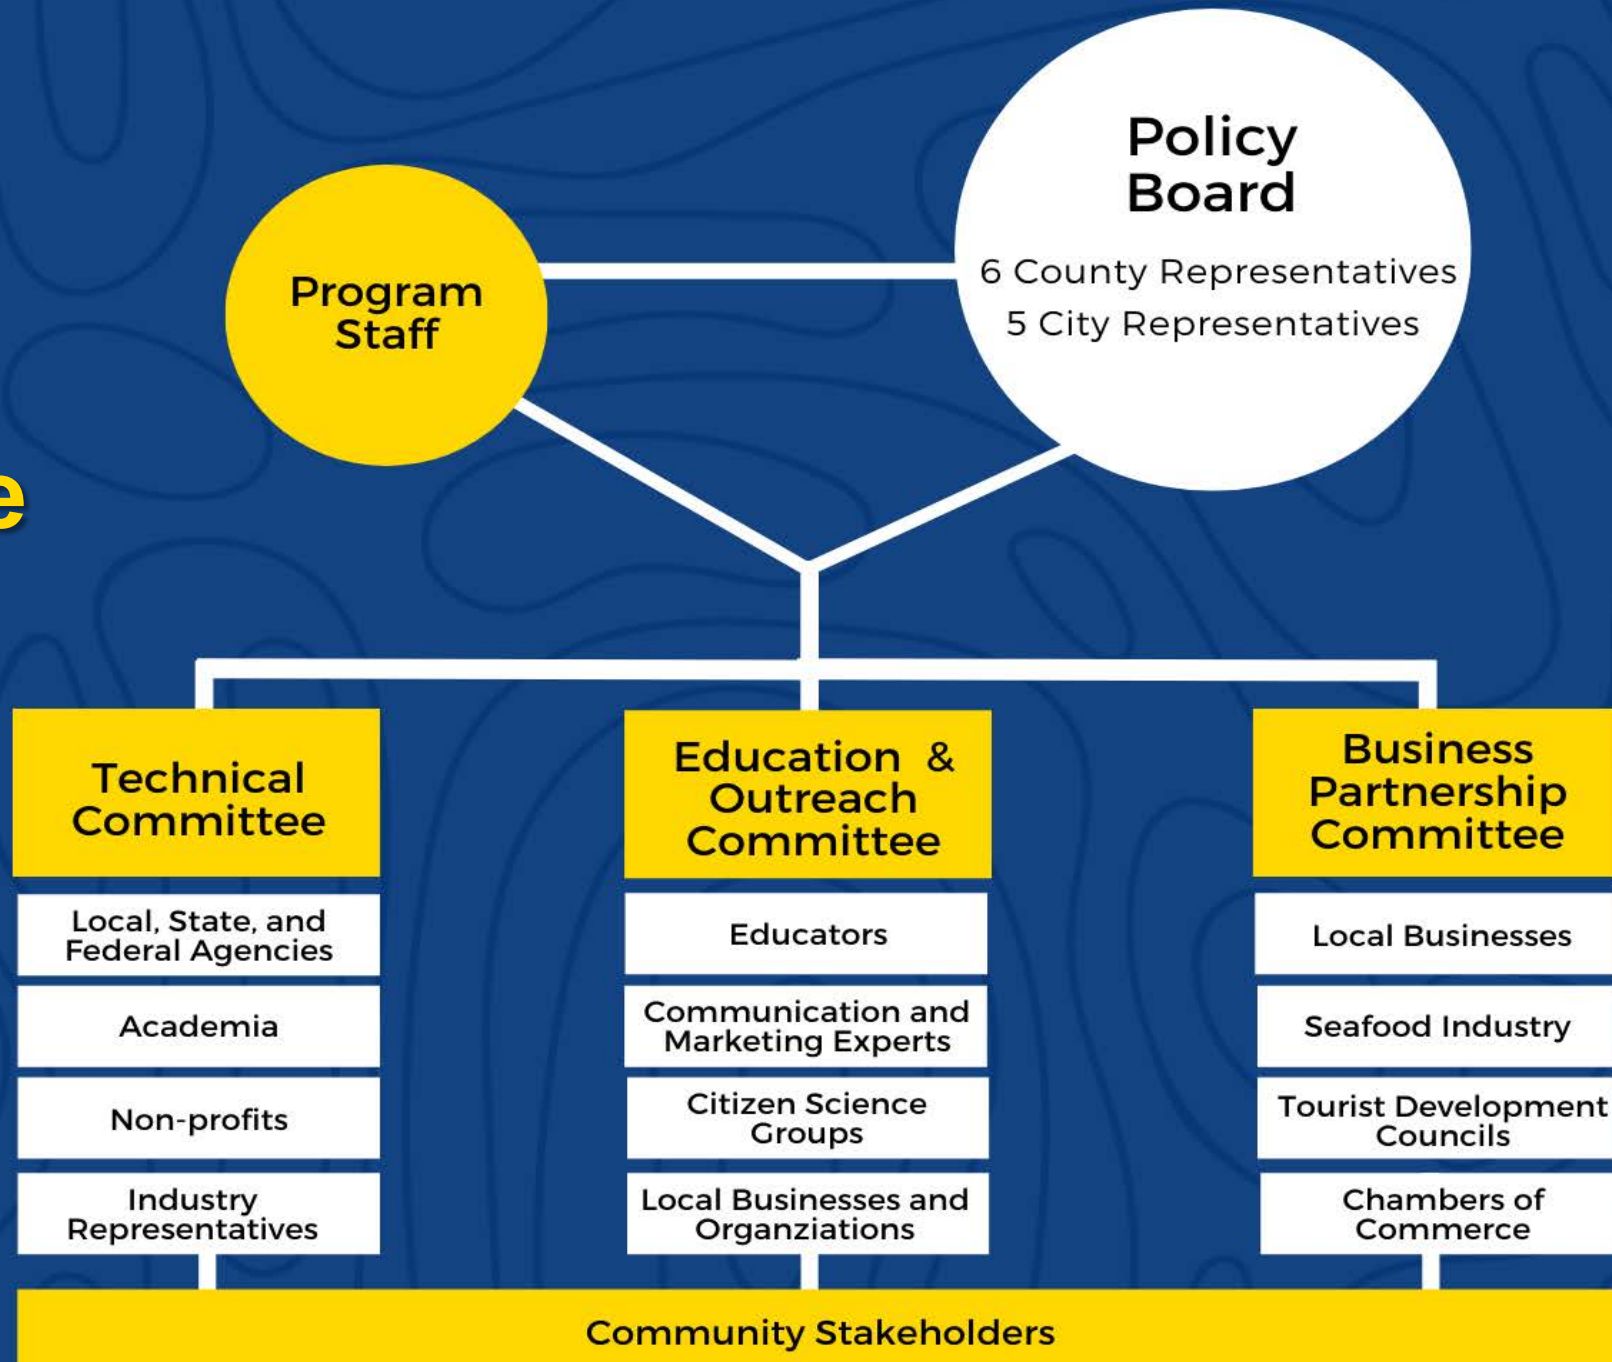 Policy
Board
6 County Representatives
5 City Representatives
Program
Staff
e
Technical
Committee
Local, State, and
Federal Agencies
Academia
Non-profits
Industry
Representatives
Education &
Outreach
Committee
Educators
Communication and
Marketing Experts
Citizen Science
Groups
Local Businesses and
Organziations
Business
Partnership
Committee
Local Businesses
Seafood Industry
Tourist Development
Councils
Chambers of
Commerce
Community Stakeholders